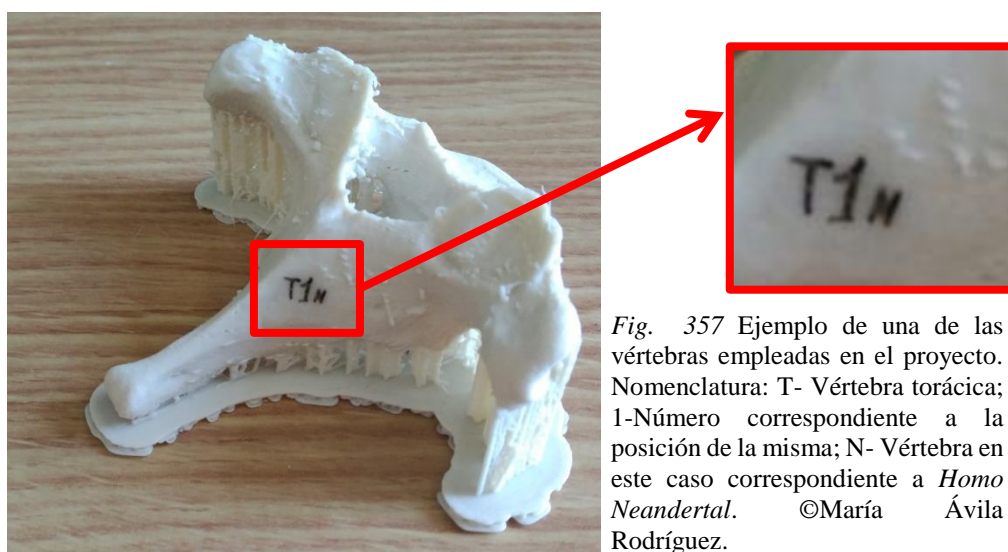 T1N
T1N
Fig. 357 Ejemplo de una de las
vértebras empleadas en el proyecto.
Nomenclatura: T- Vértebra torácica;
1-Número correspondiente a la
posición de la misma; N- Vértebra en
este caso correspondiente a Homo
Neandertal. ©María Ávila
Rodríguez.